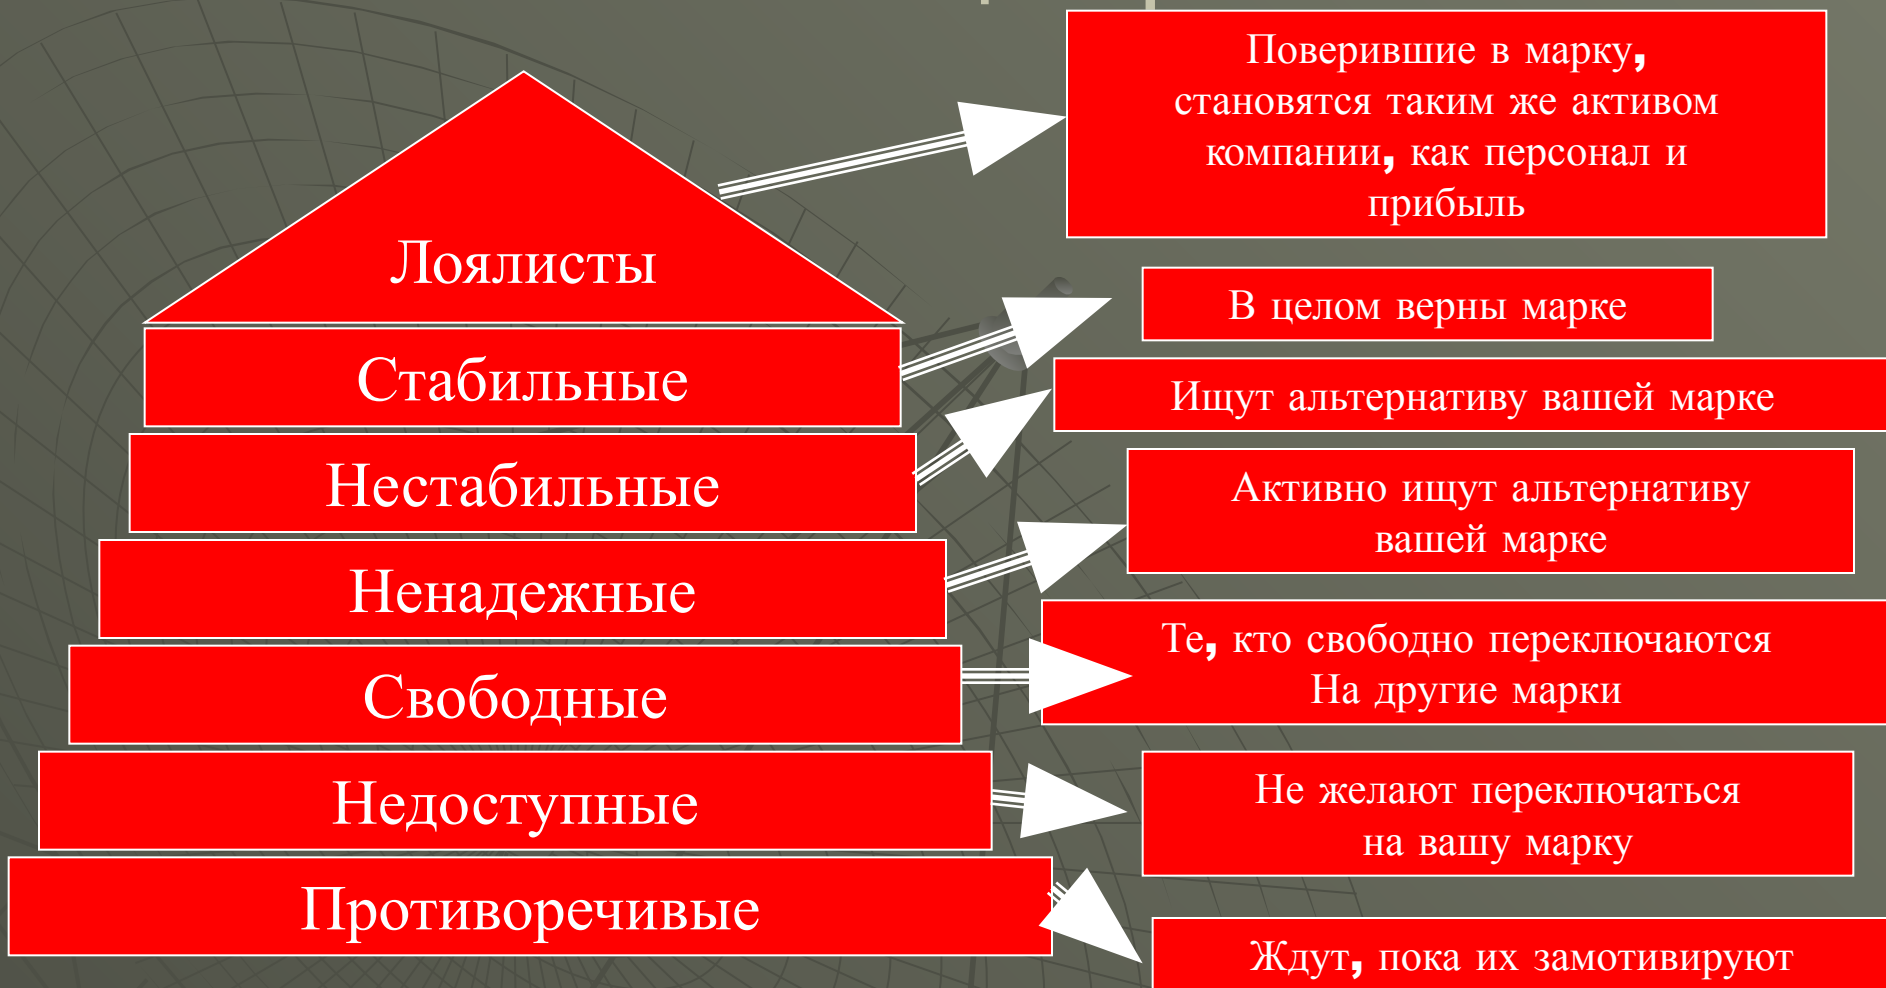 Лоялисты
Поверившие в марку,
становятся таким же активом
компании, как персонал и
прибыль
Стабильные
В целом верны марке
Нестабильные
Ищут альтернативу вашей марке
Ненадежные
Активно ищут альтернативу
вашей марке
Свободные
Те, кто свободно переключаются
На другие марки
Недоступные
Не желают переключаться
на вашу марку
Противоречивые
Ждут, пока их замотивируют